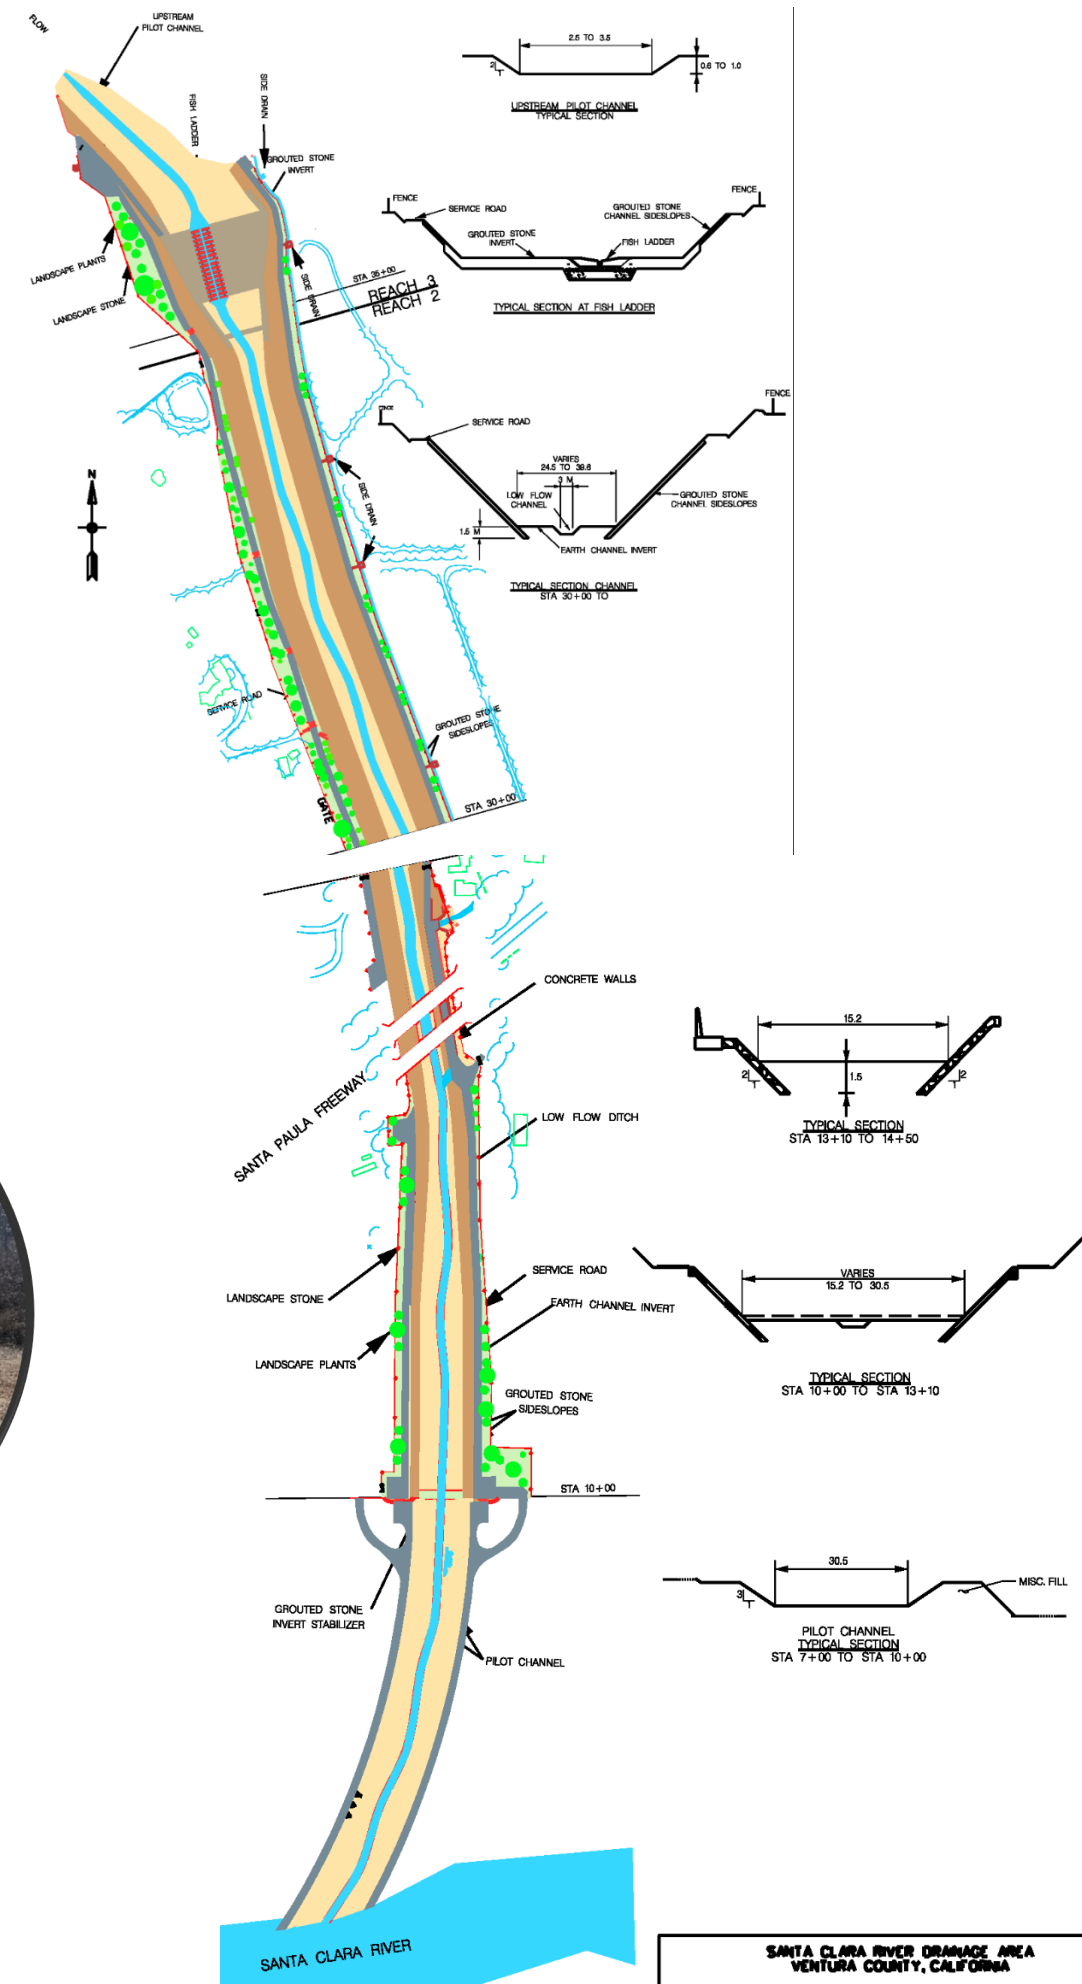 FLOW
UPSTREAM
PILOT CHANNEL
FISH LADDER
SIDE DRAIN
GROUTED STONE
INVERT
LANDSCAPE PLANTS
LANDSCAPE STONE
SIDE DRAIN
STA 35+00
REACH 3
REACH 2
N
SIDE DRAIN
SERVICE ROAD
GROUTED STONE
SIDESLOPES
GATE
STA 30+00
2.5 TO 3.5
2
0.6 TO 1.0
UPSTREAM PILOT CHANNEL
TYPICAL SECTION
FENCE
SERVICE ROAD
GROUTED STONE
INVERT
GROUTED STONE
CHANNEL SIDESLOPES
FISH LADDER
FENCE
TYPICAL SECTION AT FISH LADDER
FENCE
SERVICE ROAD
FENCE
VARIES
24.5 TO 39.6
3 M
LOW FLOW
CHANNEL
1.5 M
GROUTED STONE
CHANNEL SIDESLOPES
EARTH CHANNEL INVERT
TYPICAL SECTION CHANNEL
STA 30+00 TO
CONCRETE WALLS
SANTA PAULA FREEWAY
LOW FLOW DITCH
LANDSCAPE STONE
SERVICE ROAD
EARTH CHANNEL INVERT
LANDSCAPE PLANTS
GROUTED STONE
SIDESLOPES
STA 10+00
GROUTED STONE
INVERT STABILIZER
PILOT CHANNEL
SANTA CLARA RIVER
15.2
2
1.5
2
TYPICAL SECTION
STA 13+10 TO 14+50
VARIES
15.2 TO 30.5
TYPICAL SECTION
STA 10+00 TO STA 13+10
30.5
3
MISC. FILL
PILOT CHANNEL
TYPICAL SECTION
STA 7+00 TO STA 10+00
SANTA CLARA RIVER DRAINAGE AREA
VENTURA COUNTY, CALIFORNIA